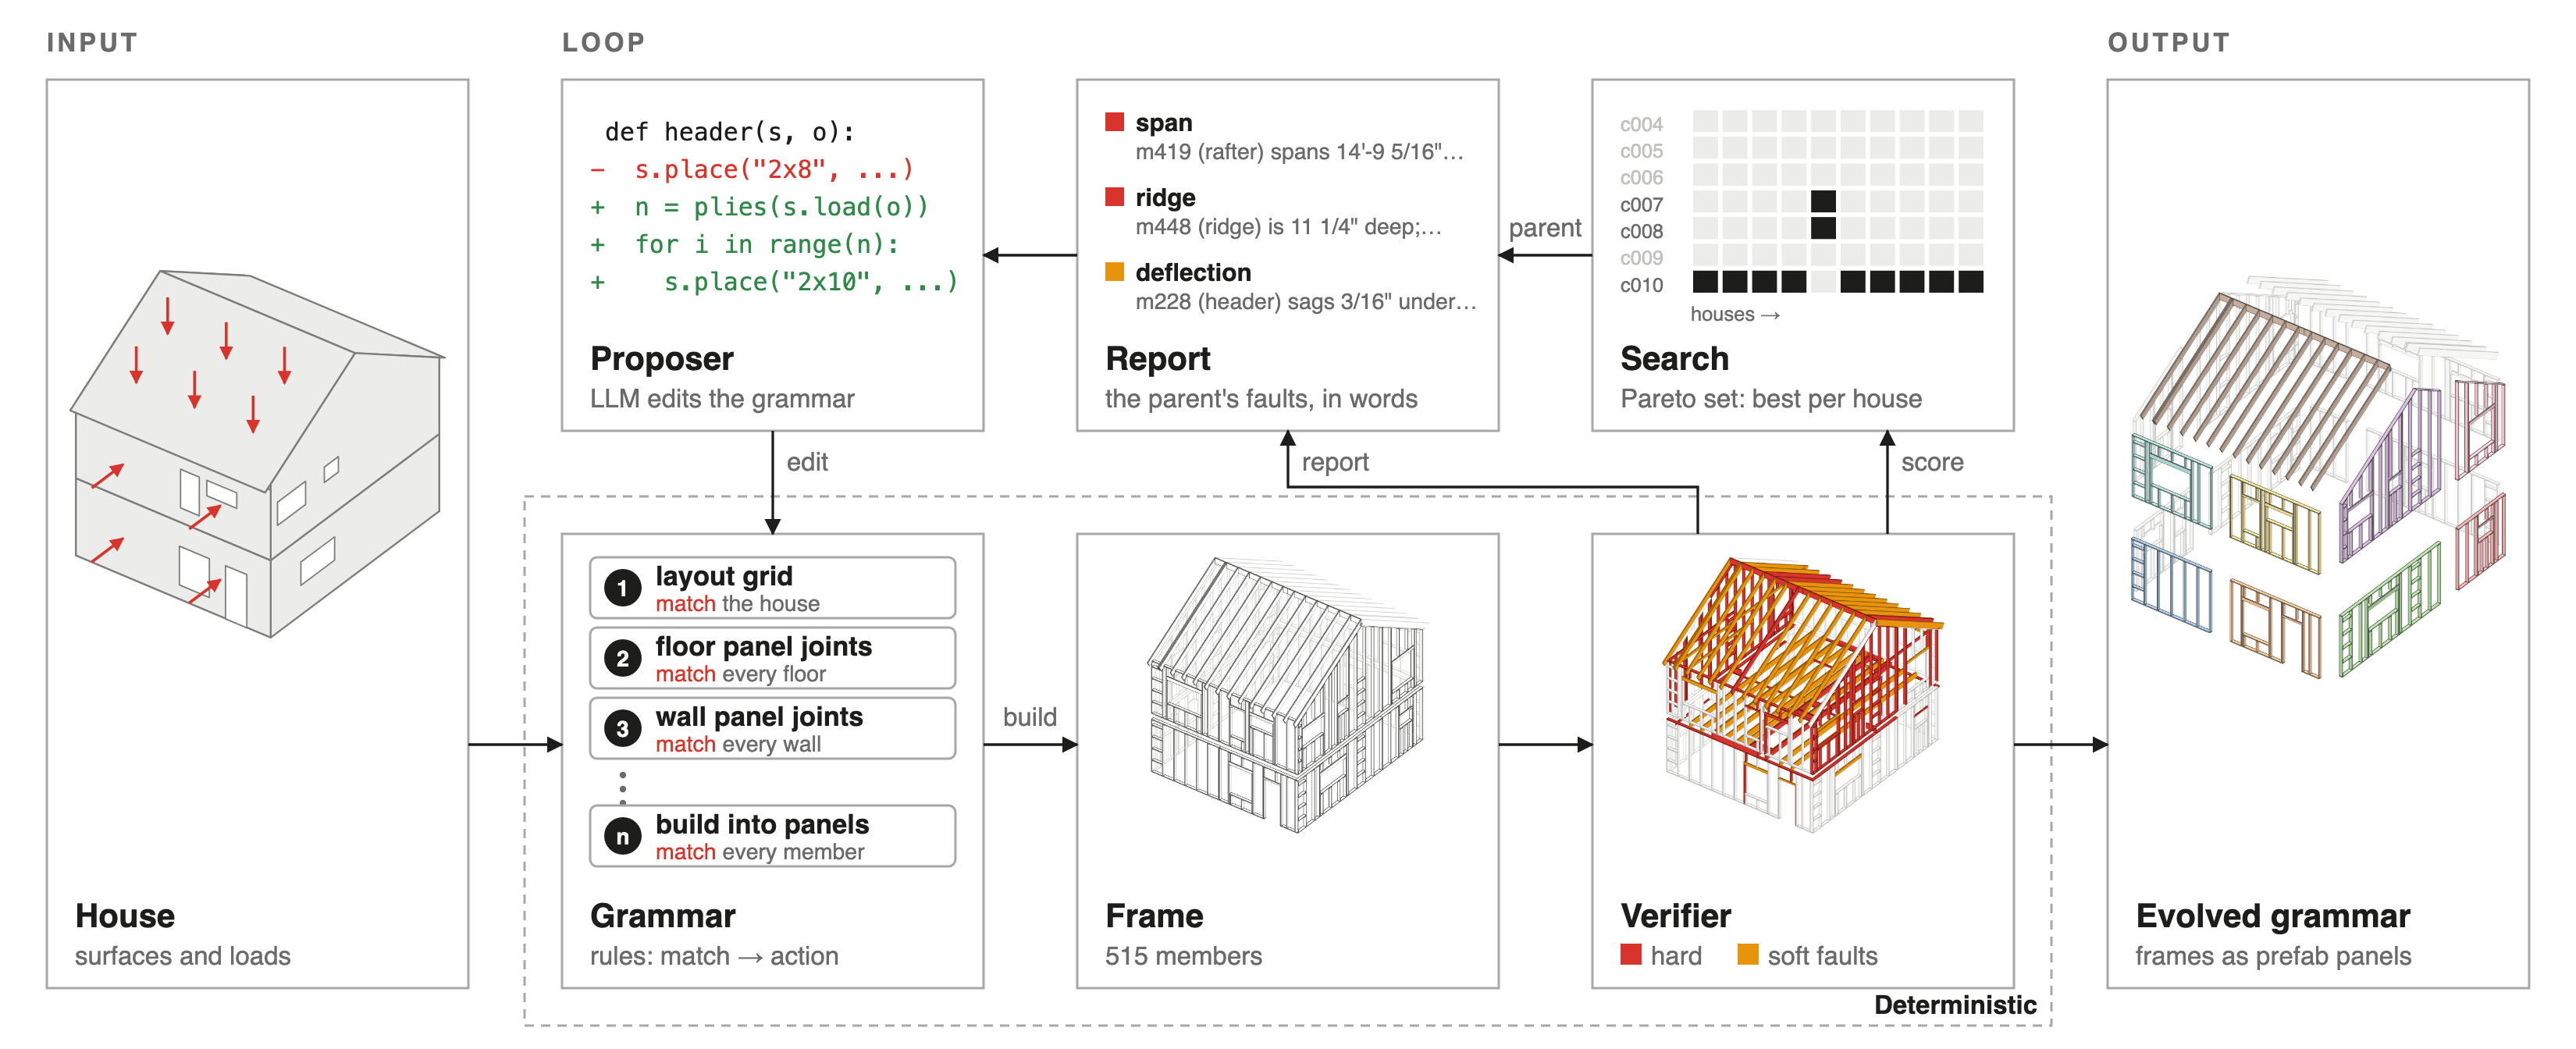 INPUT
LOOP
OUTPUT
def header(s, o):
−  s.place("2x8", ...)
+  n = plies(s.load(o))
+  for i in range(n):
+    s.place("2x10", ...)
Proposer
LLM edits the grammar
span
m419 (rafter) spans 14'-9 5/16"…
ridge
m448 (ridge) is 11 1/4" deep;…
deflection
m228 (header) sags 3/16" under…
Report
the parent's faults, in words
parent
c004
c005
c006
c007
c008
c009
c010
houses →
Search
Pareto set: best per house
edit
report
score
House
surfaces and loads
1 layout grid
match the house
2 floor panel joints
match every floor
3 wall panel joints
match every wall
n build into panels
match every member
Grammar
rules: match → action
build
Frame
515 members
Verifier
hard soft faults
Deterministic
Evolved grammar
frames as prefab panels